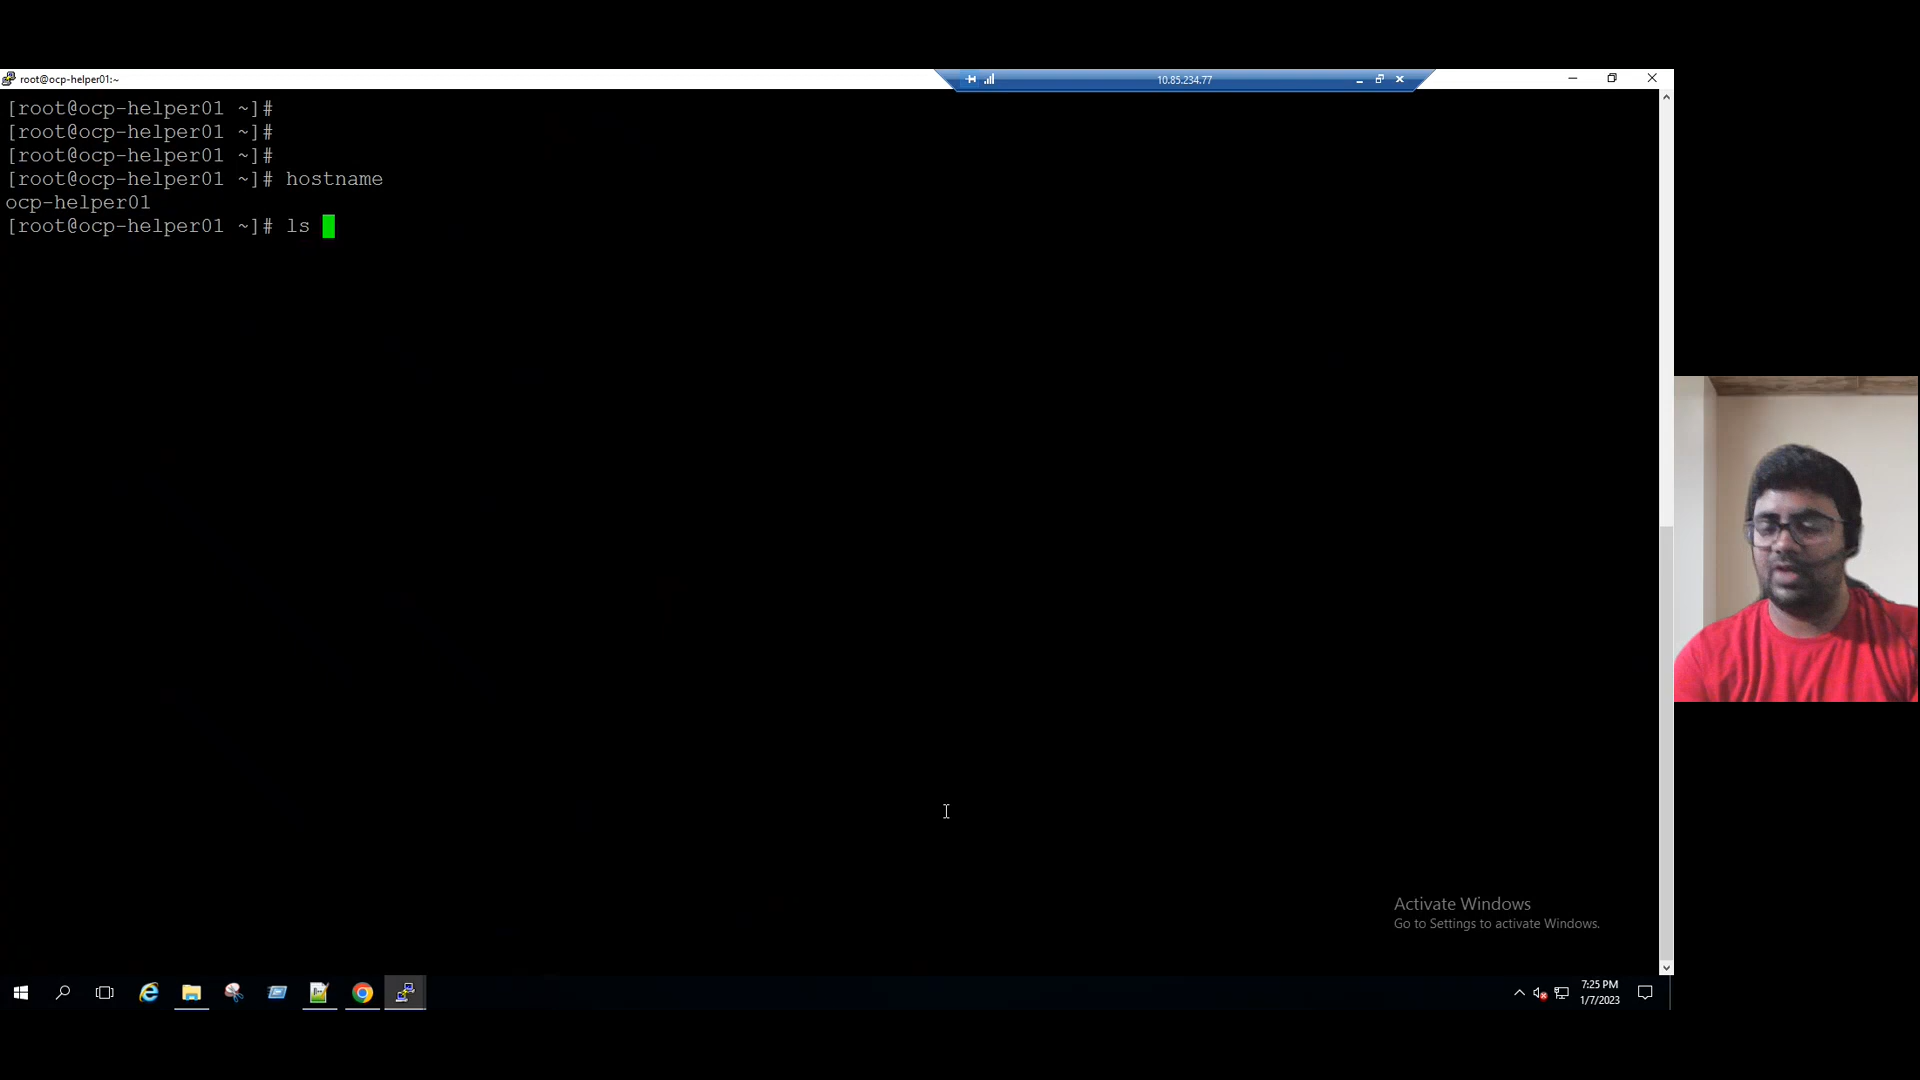 root@ocp-helper01:~
10.85.234.77
[root@ocp-helper01 ~]#
[root@ocp-helper01 ~]#
[root@ocp-helper01 ~]#
[root@ocp-helper01 ~]# hostname
ocp-helper01
[root@ocp-helper01 ~]# ls
Activate Windows
Go to Settings to activate Windows.
7:25 PM
1/7/2023